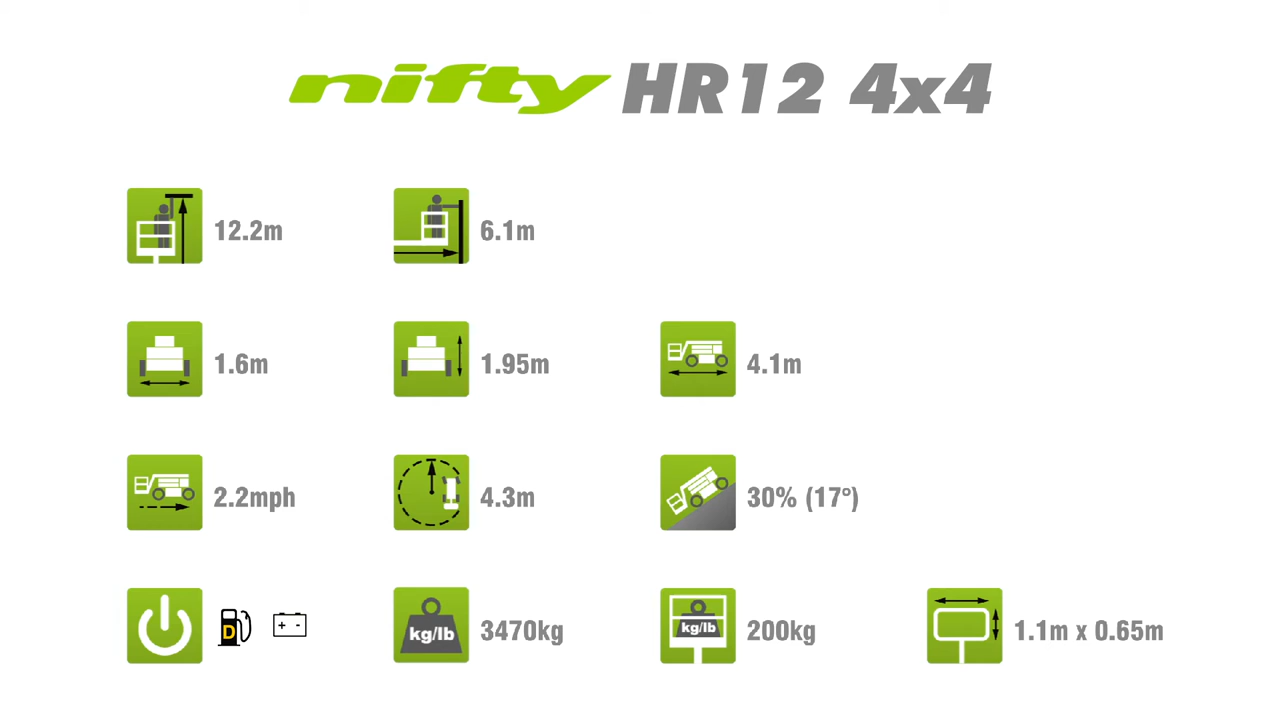 nifty HR12 4x4
12.2m
6.1m
1.6m
1.95m
4.1m
2.2mph
4.3m
30% (17°)
D
+ -
kg/lb
3470kg
kg/lb
200kg
1.1m x 0.65m